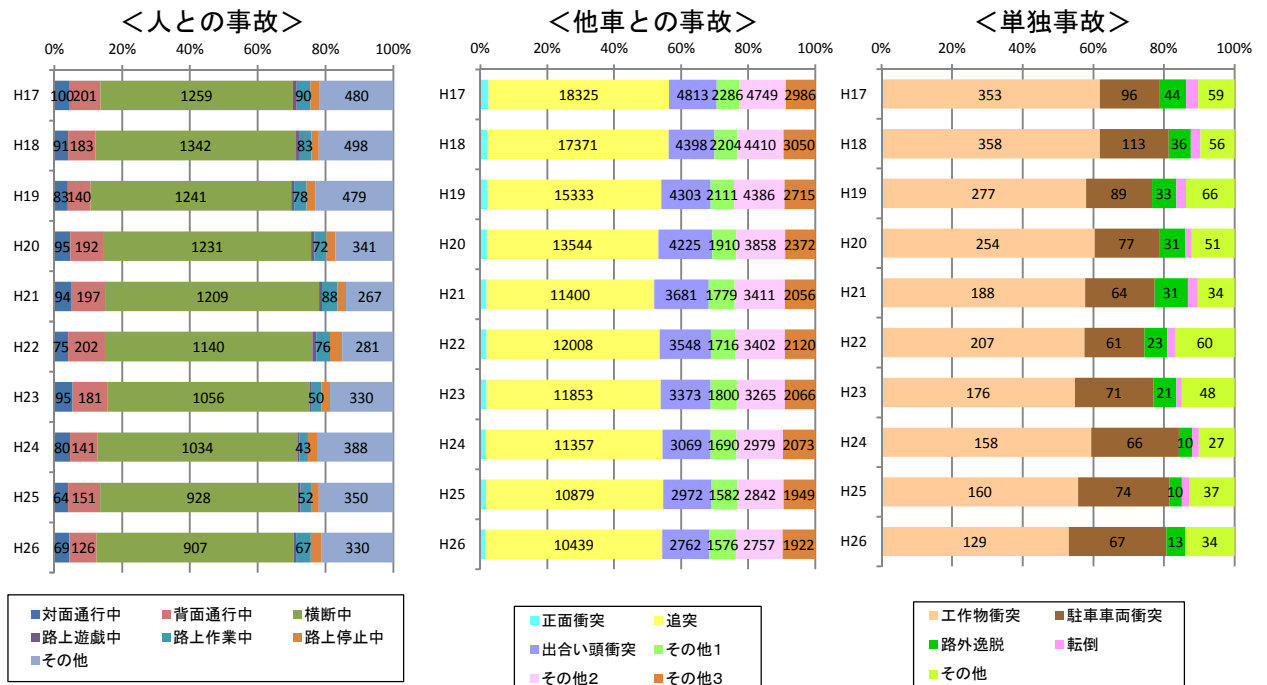 ＜人との事故＞
0% 20% 40% 60% 80% 100%
H17 100 201 1259 90 480
H18 91 183 1342 83 498
H19 83 140 1241 78 479
H20 95 192 1231 72 341
H21 94 197 1209 88 267
H22 75 202 1140 76 281
H23 95 181 1056 50 330
H24 80 141 1034 43 388
H25 64 151 928 52 350
H26 69 126 907 67 330
対面通行中 背面通行中 横断中
路上遊戯中 路上作業中 路上停止中
その他
＜他車との事故＞
0% 20% 40% 60% 80% 100%
H17 18325 4813 2286 4749 2986
H18 17371 4398 2204 4410 3050
H19 15333 4303 2111 4386 2715
H20 13544 4225 1910 3858 2372
H21 11400 3681 1779 3411 2056
H22 12008 3548 1716 3402 2120
H23 11853 3373 1800 3265 2066
H24 11357 3069 1690 2979 2073
H25 10879 2972 1582 2842 1949
H26 10439 2762 1576 2757 1922
正面衝突 追突
出合い頭衝突 その他1
その他2 その他3
＜単独事故＞
0% 20% 40% 60% 80% 100%
H17 353 96 44 59
H18 358 113 36 56
H19 277 89 33 66
H20 254 77 31 51
H21 188 64 31 34
H22 207 61 23 60
H23 176 71 21 48
H24 158 66 10 27
H25 160 74 10 37
H26 129 67 13 34
工作物衝突 駐車車両衝突
路外逸脱 転倒
その他